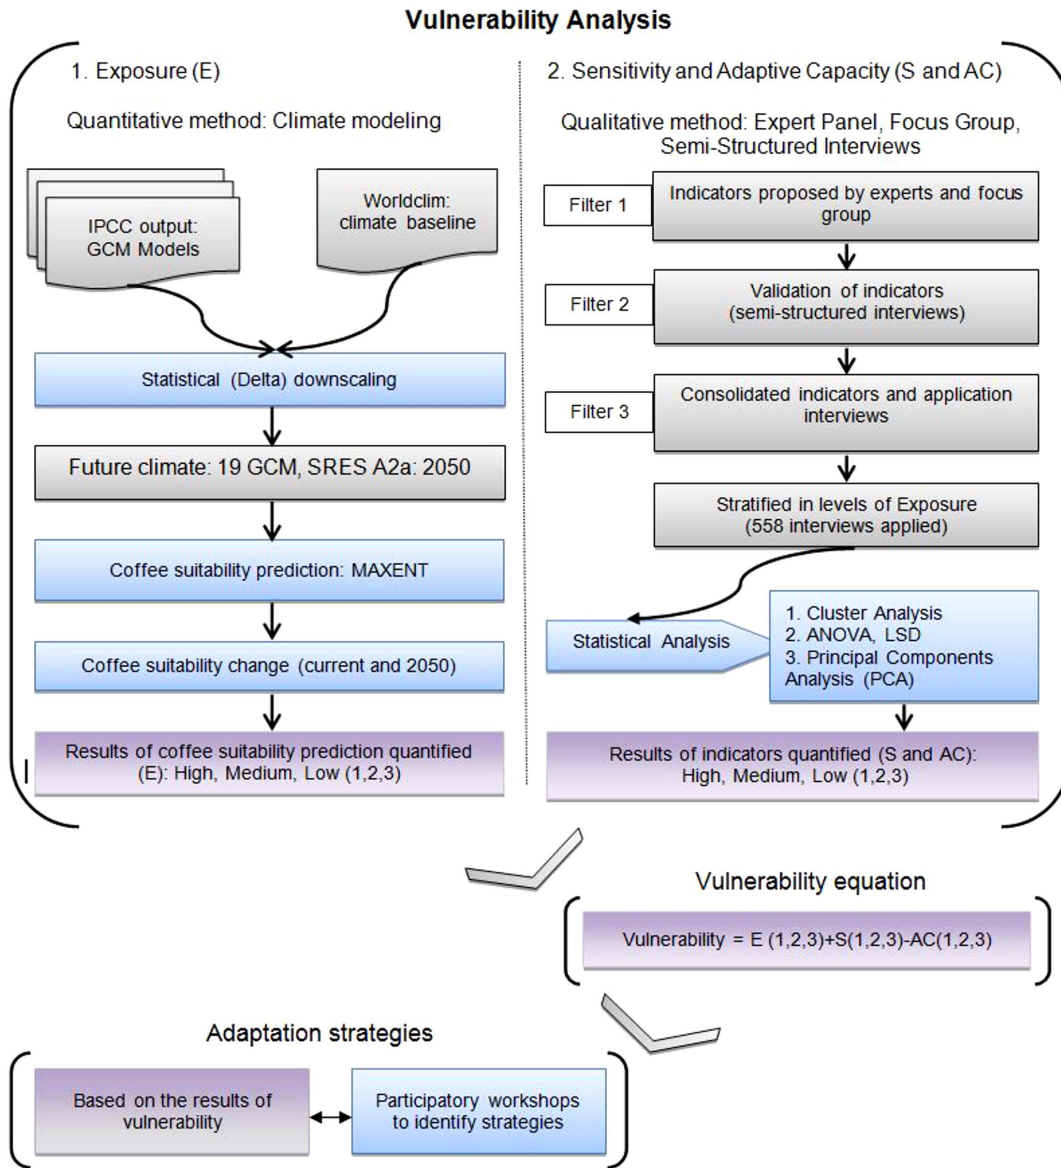 Vulnerability Analysis
1. Exposure (E)
Quantitative method: Climate modeling
IPCC output:
GCM Models
Worldclim:
climate baseline
Statistical (Delta) downscaling
Future climate: 19 GCM, SRES A2a: 2050
Coffee suitability prediction: MAXENT
Coffee suitability change (current and 2050)
Results of coffee suitability prediction quantified
(E): High, Medium, Low (1,2,3)
2. Sensitivity and Adaptive Capacity (S and AC)
Qualitative method: Expert Panel, Focus Group,
Semi-Structured Interviews
Filter 1
Indicators proposed by experts and focus
group
Filter 2
Validation of indicators
(semi-structured interviews)
Filter 3
Consolidated indicators and application
interviews
Stratified in levels of Exposure
(558 interviews applied)
Statistical Analysis
1. Cluster Analysis
2. ANOVA, LSD
3. Principal Components
Analysis (PCA)
Results of indicators quantified (S and AC):
High, Medium, Low (1,2,3)
Vulnerability equation
Vulnerability = E (1,2,3)+S(1,2,3)-AC(1,2,3)
Adaptation strategies
Based on the results of
vulnerability
Participatory workshops
to identify strategies